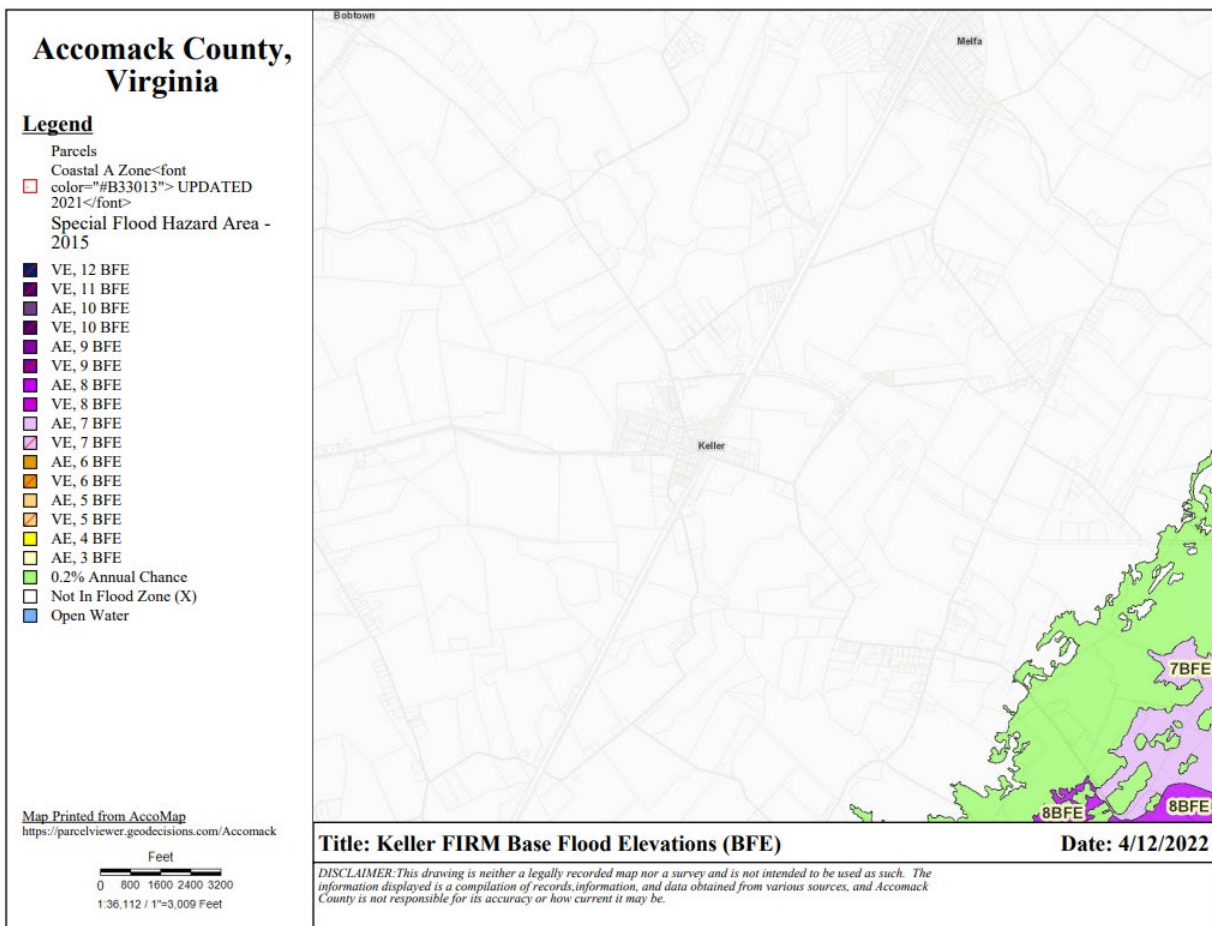 Accomack County,
Virginia
Legend
Parcels
Coastal A Zone<font
color="#B33013"> UPDATED
2021</font>
Special Flood Hazard Area -
2015
VE, 12 BFE
VE, 11 BFE
AE, 10 BFE
VE, 10 BFE
AE, 9 BFE
VE, 9 BFE
AE, 8 BFE
VE, 8 BFE
AE, 7 BFE
VE, 7 BFE
AE, 6 BFE
VE, 6 BFE
AE, 5 BFE
VE, 5 BFE
AE, 4 BFE
AE, 3 BFE
0.2% Annual Chance
Not In Flood Zone (X)
Open Water
Map Printed from AccoMap
https://parcelviewer.geodecisions.com/Accomack
Feet
0 800 1600 2400 3200
1:36,112 / 1"=3,009 Feet
Bobtown
Melfa
Keller
7BFE
8BFE
8BFE
Title: Keller FIRM Base Flood Elevations (BFE)
Date: 4/12/2022
DISCLAIMER:This drawing is neither a legally recorded map nor a survey and is not intended to be used as such. The
information displayed is a compilation of records,information, and data obtained from various sources, and Accomack
County is not responsible for its accuracy or how current it may be.